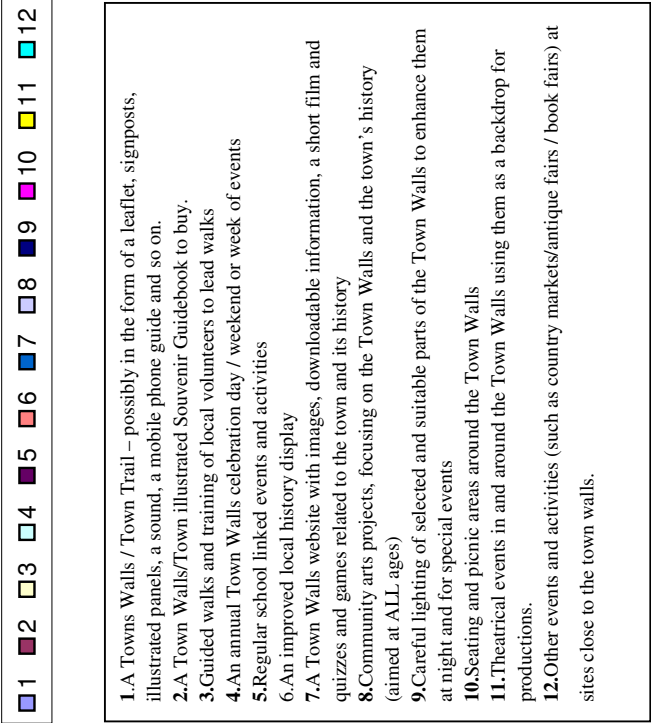 1 2 3 4 5 6 7 8 9 10 11 12
1.A Towns Walls / Town Trail – possibly in the form of a leaflet, signposts,
illustrated panels, a sound, a mobile phone guide and so on.
2.A Town Walls/Town illustrated Souvenir Guidebook to buy.
3.Guided walks and training of local volunteers to lead walks
4.An annual Town Walls celebration day / weekend or week of events
5.Regular school linked events and activities
6.An improved local history display
7.A Town Walls website with images, downloadable information, a short film and
quizzes and games related to the town and its history
8.Community arts projects, focusing on the Town Walls and the town's history
(aimed at ALL ages)
9.Careful lighting of selected and suitable parts of the Town Walls to enhance them
at night and for special events
10.Seating and picnic areas around the Town Walls
11.Theatrical events in and around the Town Walls using them as a backdrop for
productions.
12.Other events and activities (such as country markets/antique fairs / book fairs) at
sites close to the town walls.